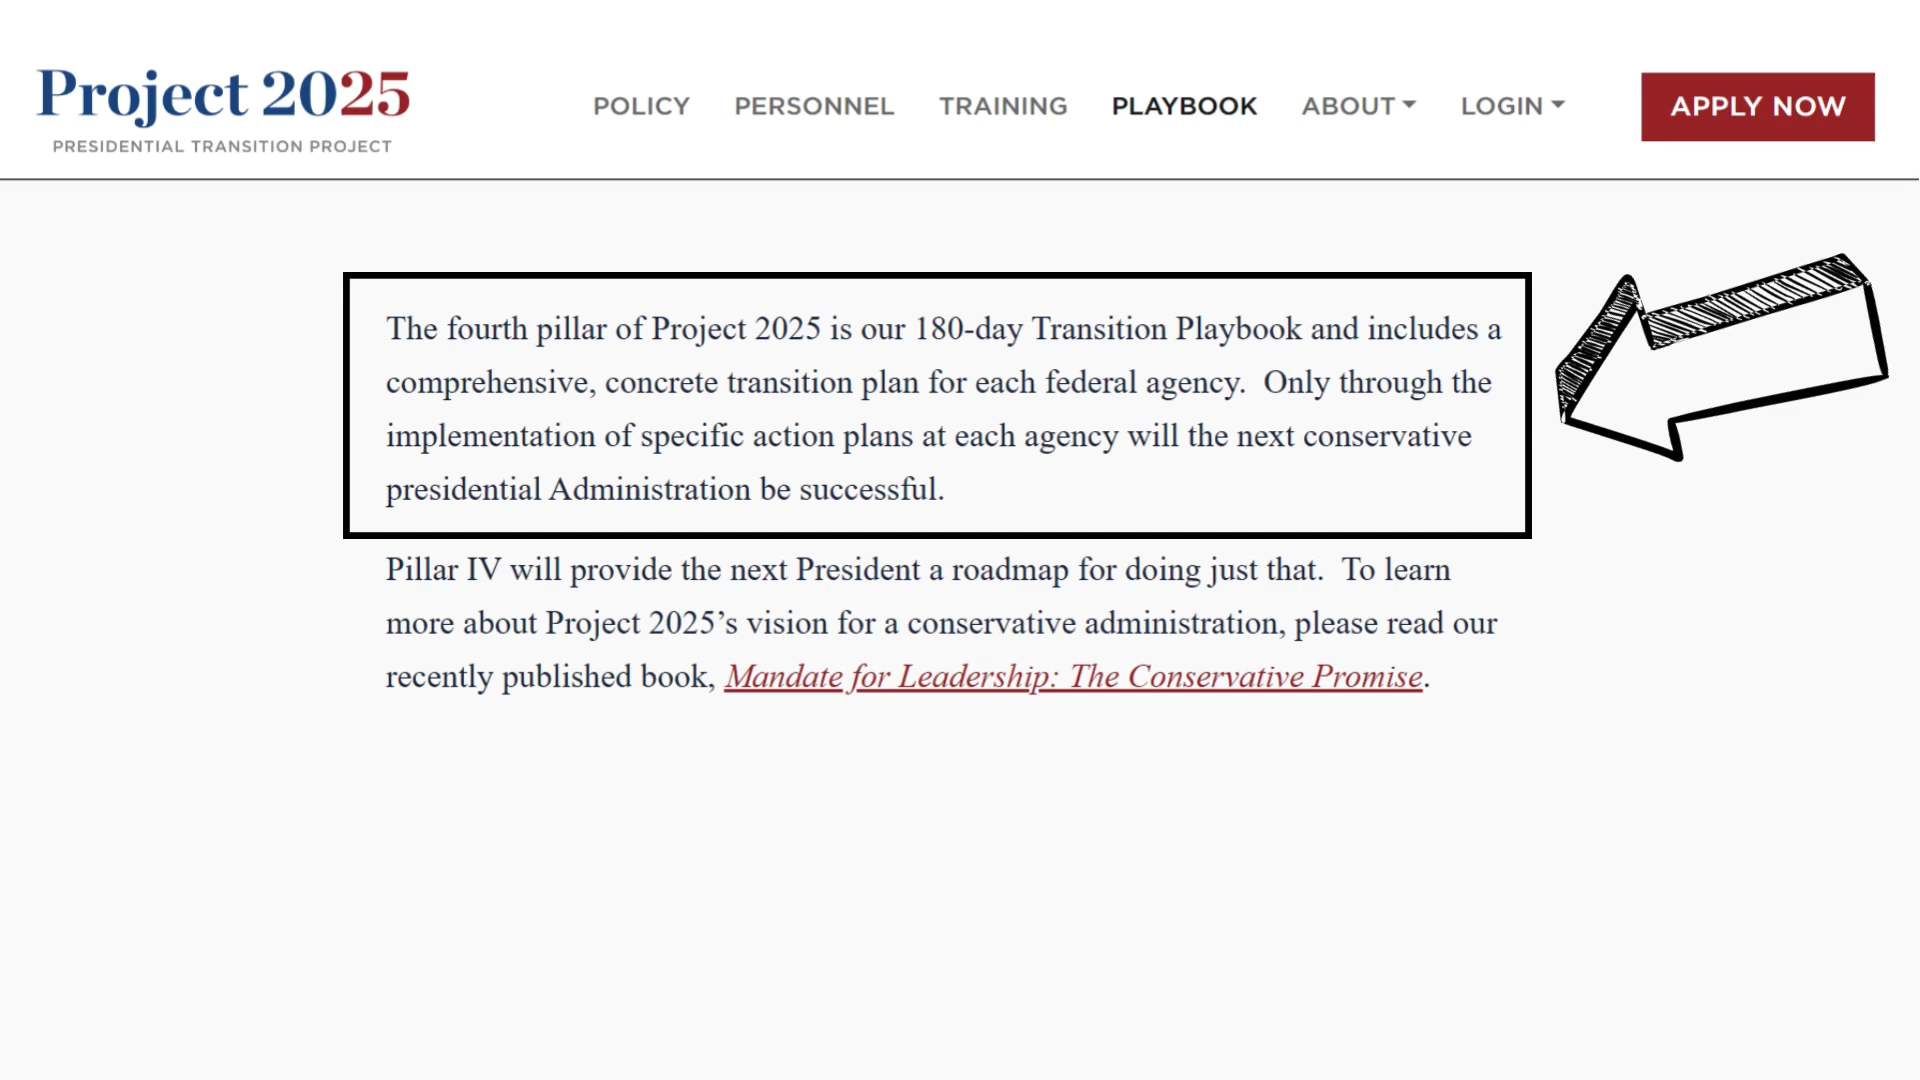 Project 2025
PRESIDENTIAL TRANSITION PROJECT
POLICY PERSONNEL TRAINING PLAYBOOK ABOUT LOGIN APPLY NOW
The fourth pillar of Project 2025 is our 180-day Transition Playbook and includes a
comprehensive, concrete transition plan for each federal agency.  Only through the
implementation of specific action plans at each agency will the next conservative
presidential Administration be successful.
Pillar IV will provide the next President a roadmap for doing just that.  To learn
more about Project 2025’s vision for a conservative administration, please read our
recently published book, Mandate for Leadership: The Conservative Promise.